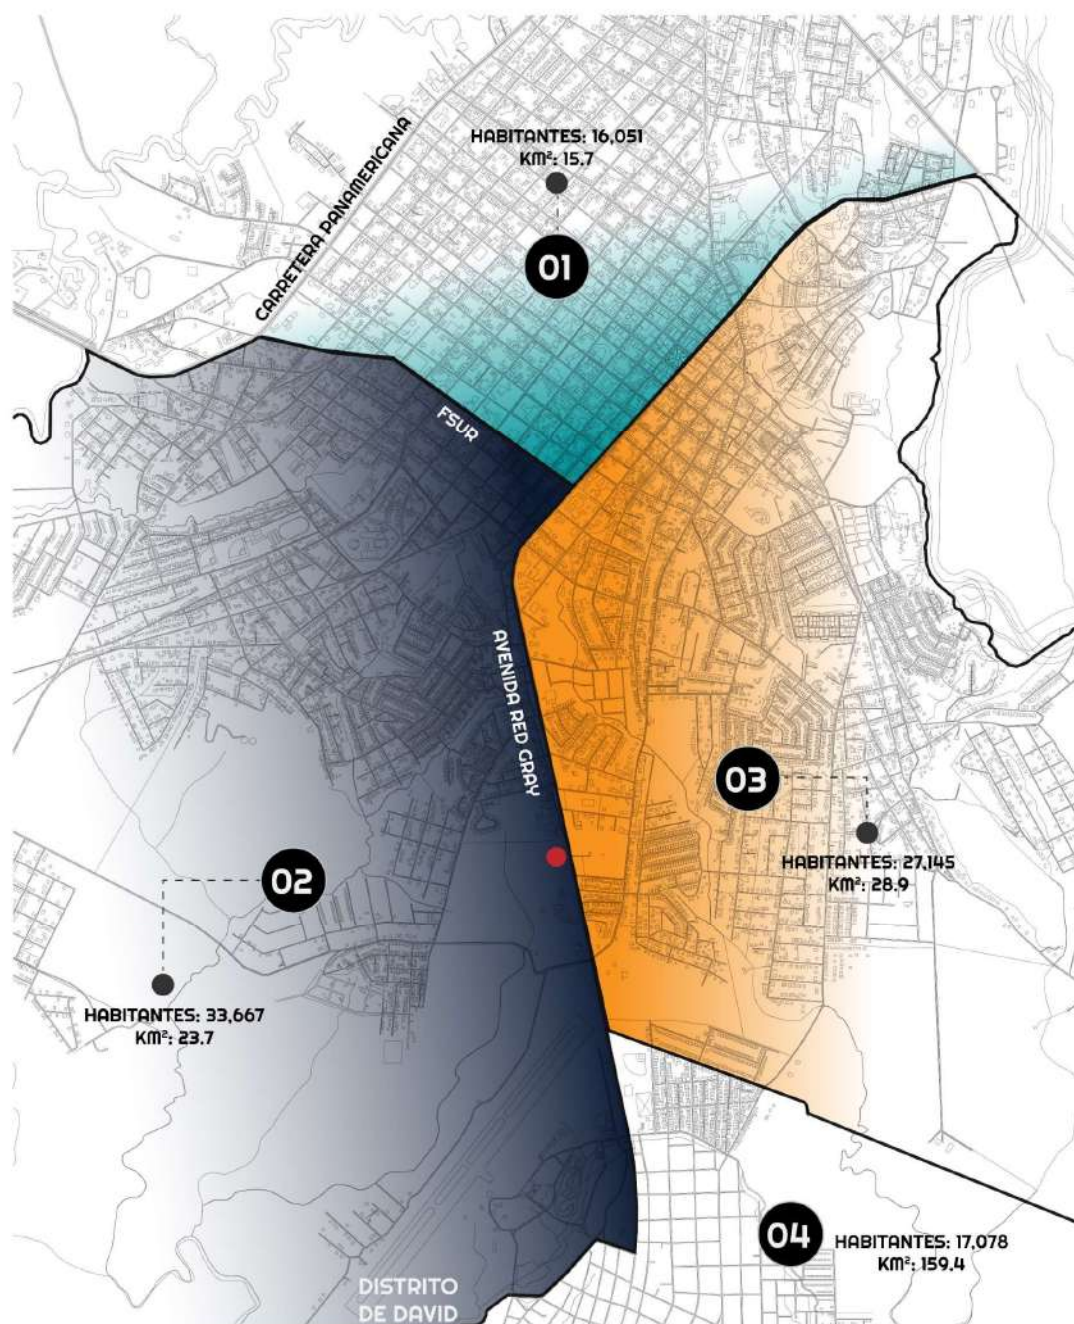 HABITANTES: 16,051
KM²: 15.7
01
CARRETERA PANAMERICANA
FSUR
AVENIDA RED GRAY
03
HABITANTES: 27,145
KM²: 28.9
02
HABITANTES: 33,667
KM²: 23.7
04
HABITANTES: 17,078
KM²: 159.4
DISTRITO
DE DAVID